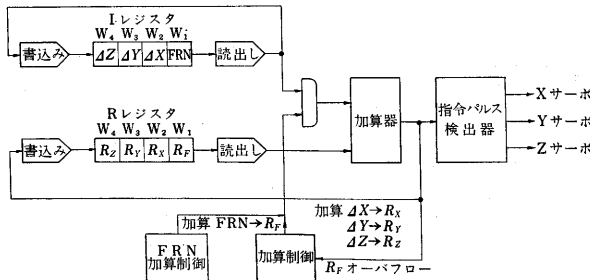 Iレジスタ
W4 W3 W2 W1
書込み ΔZ ΔY ΔX FRN 読出し
Rレジスタ
W4 W3 W2 W1
書込み RZ RY RX RF 読出し
加算器
指令パルス
検出器
Xサーボ
Yサーボ
Zサーボ
加算 FRN→RF
加算 ΔX→RX
ΔY→RY
ΔZ→RZ
FRN
加算制御
加算制御
RFオーバフロー